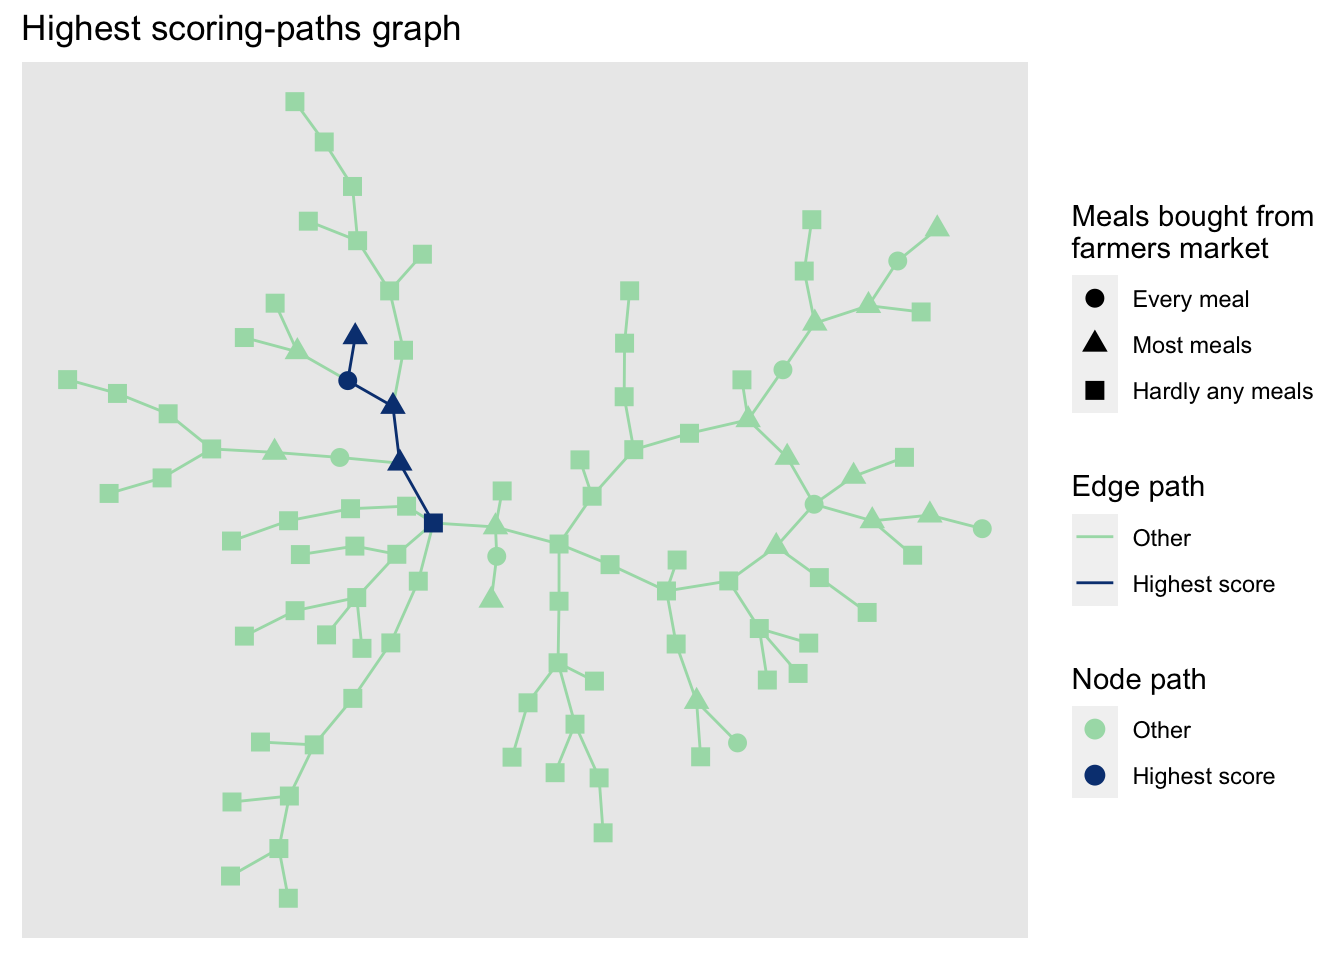 Highest scoring-paths graph
Meals bought from
farmers market
Every meal
Most meals
Hardly any meals
Edge path
Other
Highest score
Node path
Other
Highest score